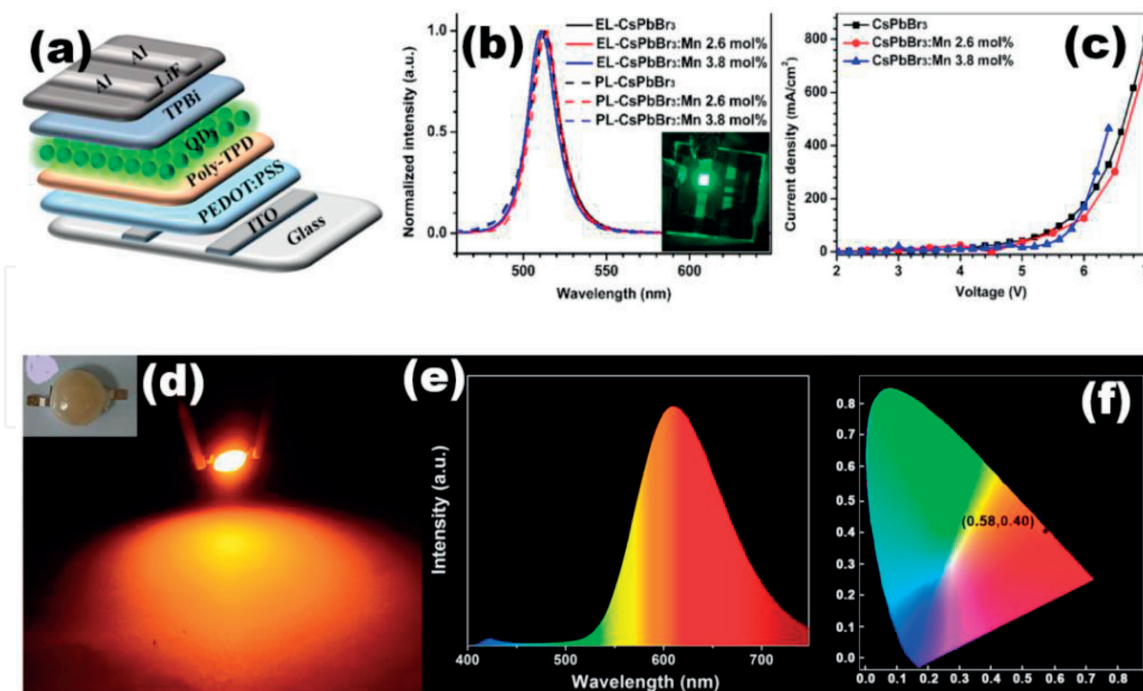 (a)
Al
Al
LiF
TPBi
QDs
Poly-TPD
PEDOT:PSS
ITO
Glass
(b)
EL-CsPbBr₃
EL-CsPbBr₃:Mn 2.6 mol%
EL-CsPbBr₃:Mn 3.8 mol%
PL-CsPbBr₃
PL-CsPbBr₃:Mn 2.6 mol%
PL-CsPbBr₃:Mn 3.8 mol%
Normalized intensity (a.u.)
1.0
0.5
0.0
500 550 600
Wavelength (nm)
(c)
CsPbBr₃
CsPbBr₃:Mn 2.6 mol%
CsPbBr₃:Mn 3.8 mol%
Current density (mA/cm²)
800
600
400
200
0
2 3 4 5 6
Voltage (V)
(d)
(e)
Intensity (a.u.)
400 500 600 700
Wavelength (nm)
(f)
0.8
0.7
0.6
0.5
0.4
0.3
0.2
0.1
0.0
(0.58,0.40)
0.0 0.1 0.2 0.3 0.4 0.5 0.6 0.7 0.8